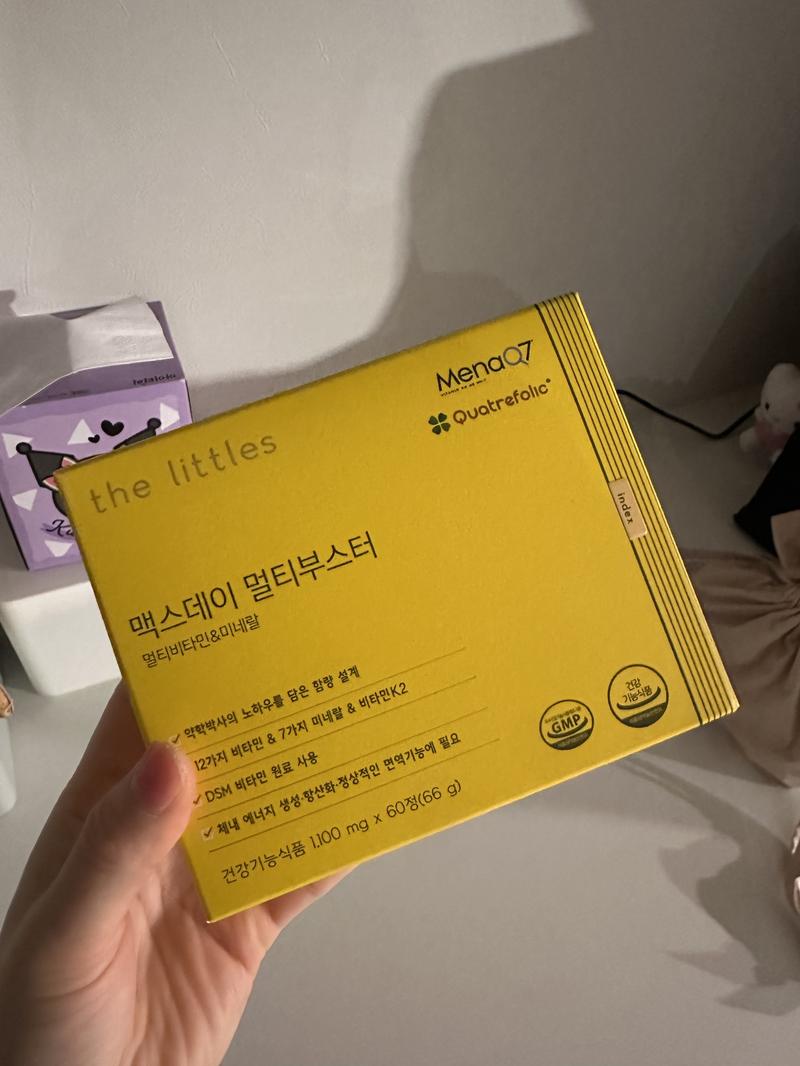 MenaQ7
Quatrefolic®
the littles
index
맥스데이 멀티부스터
멀티비타민&미네랄
약학박사의 노하우를 담은 함량 설계
12가지 비타민 & 7가지 미네랄 & 비타민K2
DSM 비타민 원료 사용
체내 에너지 생성·항산화·정상적인 면역기능에 필요
건강기능식품 1,100 mg x 60정(66 g)
GMP
건강
기능식품